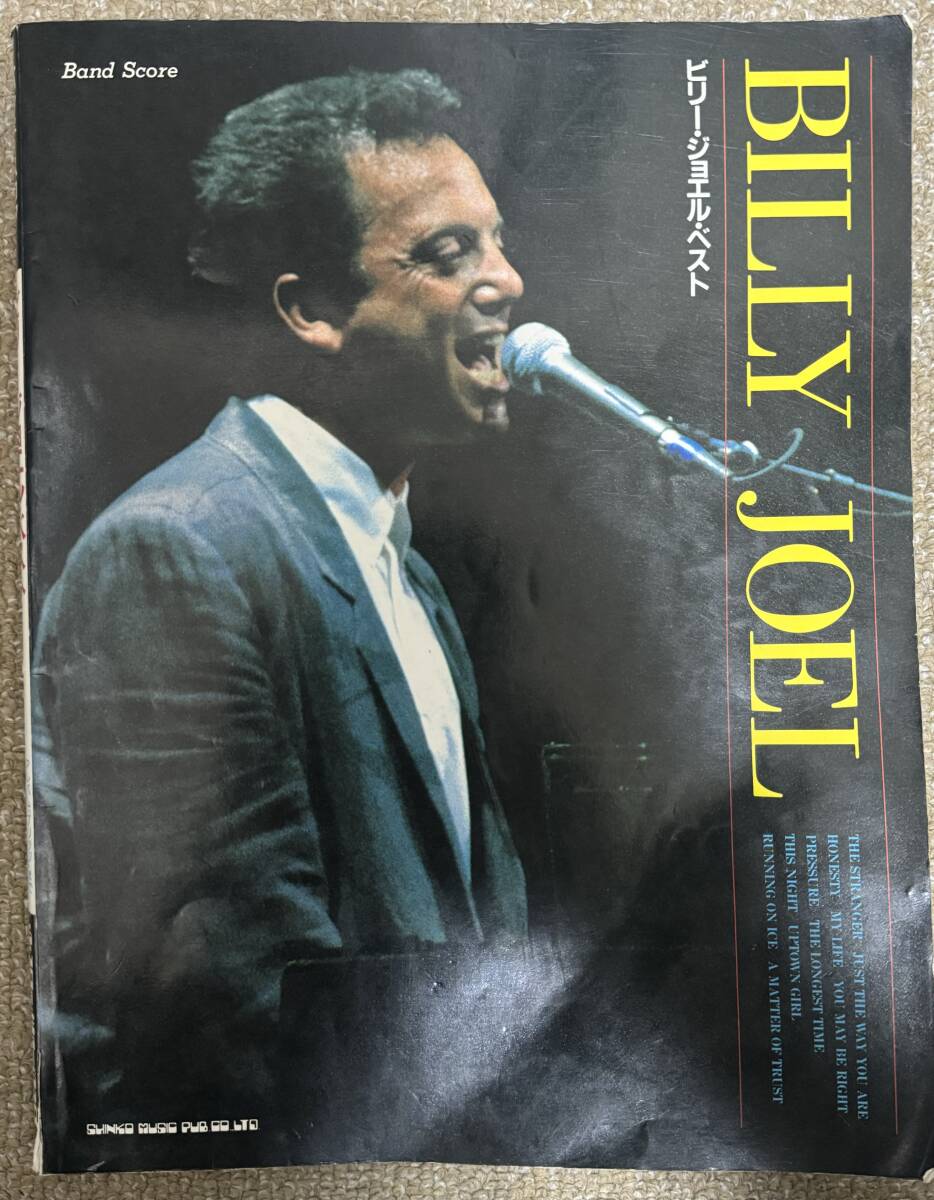 Band Score
BILLY JOEL
ビリー・ジョエル・ベスト
THE STRANGER JUST THE WAY YOU ARE
HONESTY MY LIFE YOU MAY BE RIGHT
PRESSURE THE LONGEST TIME
THIS NIGHT UPTOWN GIRL
RUNNING ON ICE A MATTER OF TRUST
SHINKO MUSIC PUB CO.LTD